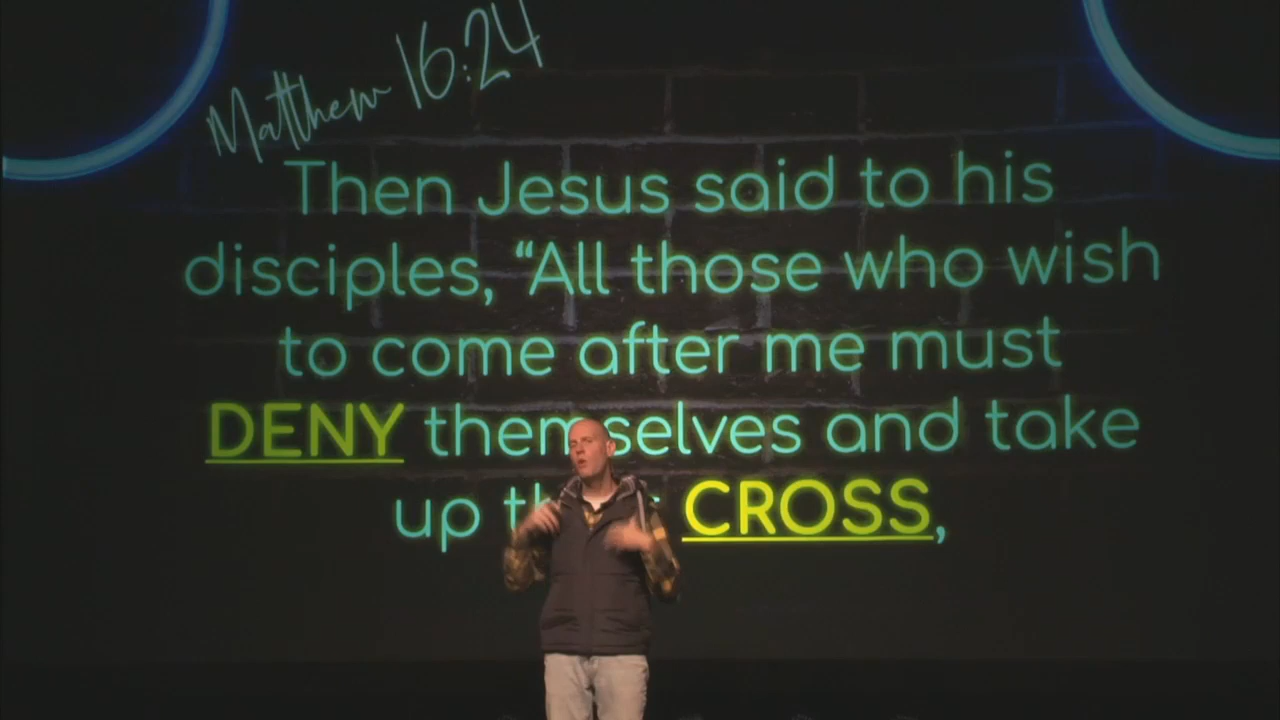 Matthew 16:24
Then Jesus said to his
disciples, “All those who wish
to come after me must
DENY themselves and take
up CROSS,